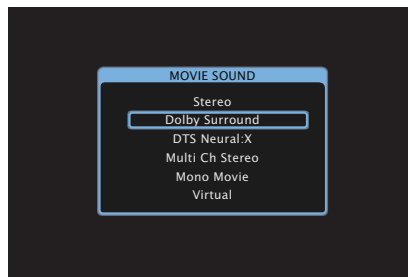 MOVIE SOUND
Stereo
Dolby Surround
DTS Neural:X
Multi Ch Stereo
Mono Movie
Virtual